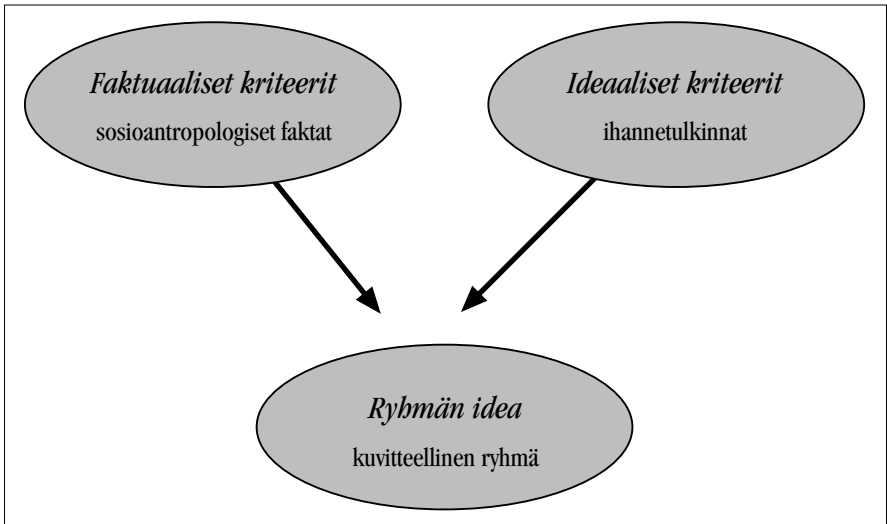 Faktuaaliset kriteerit
sosioantropologiset faktat
Ideaaliset kriteerit
ihannetulkinnat
Ryhmän idea
kuvitteellinen ryhmä